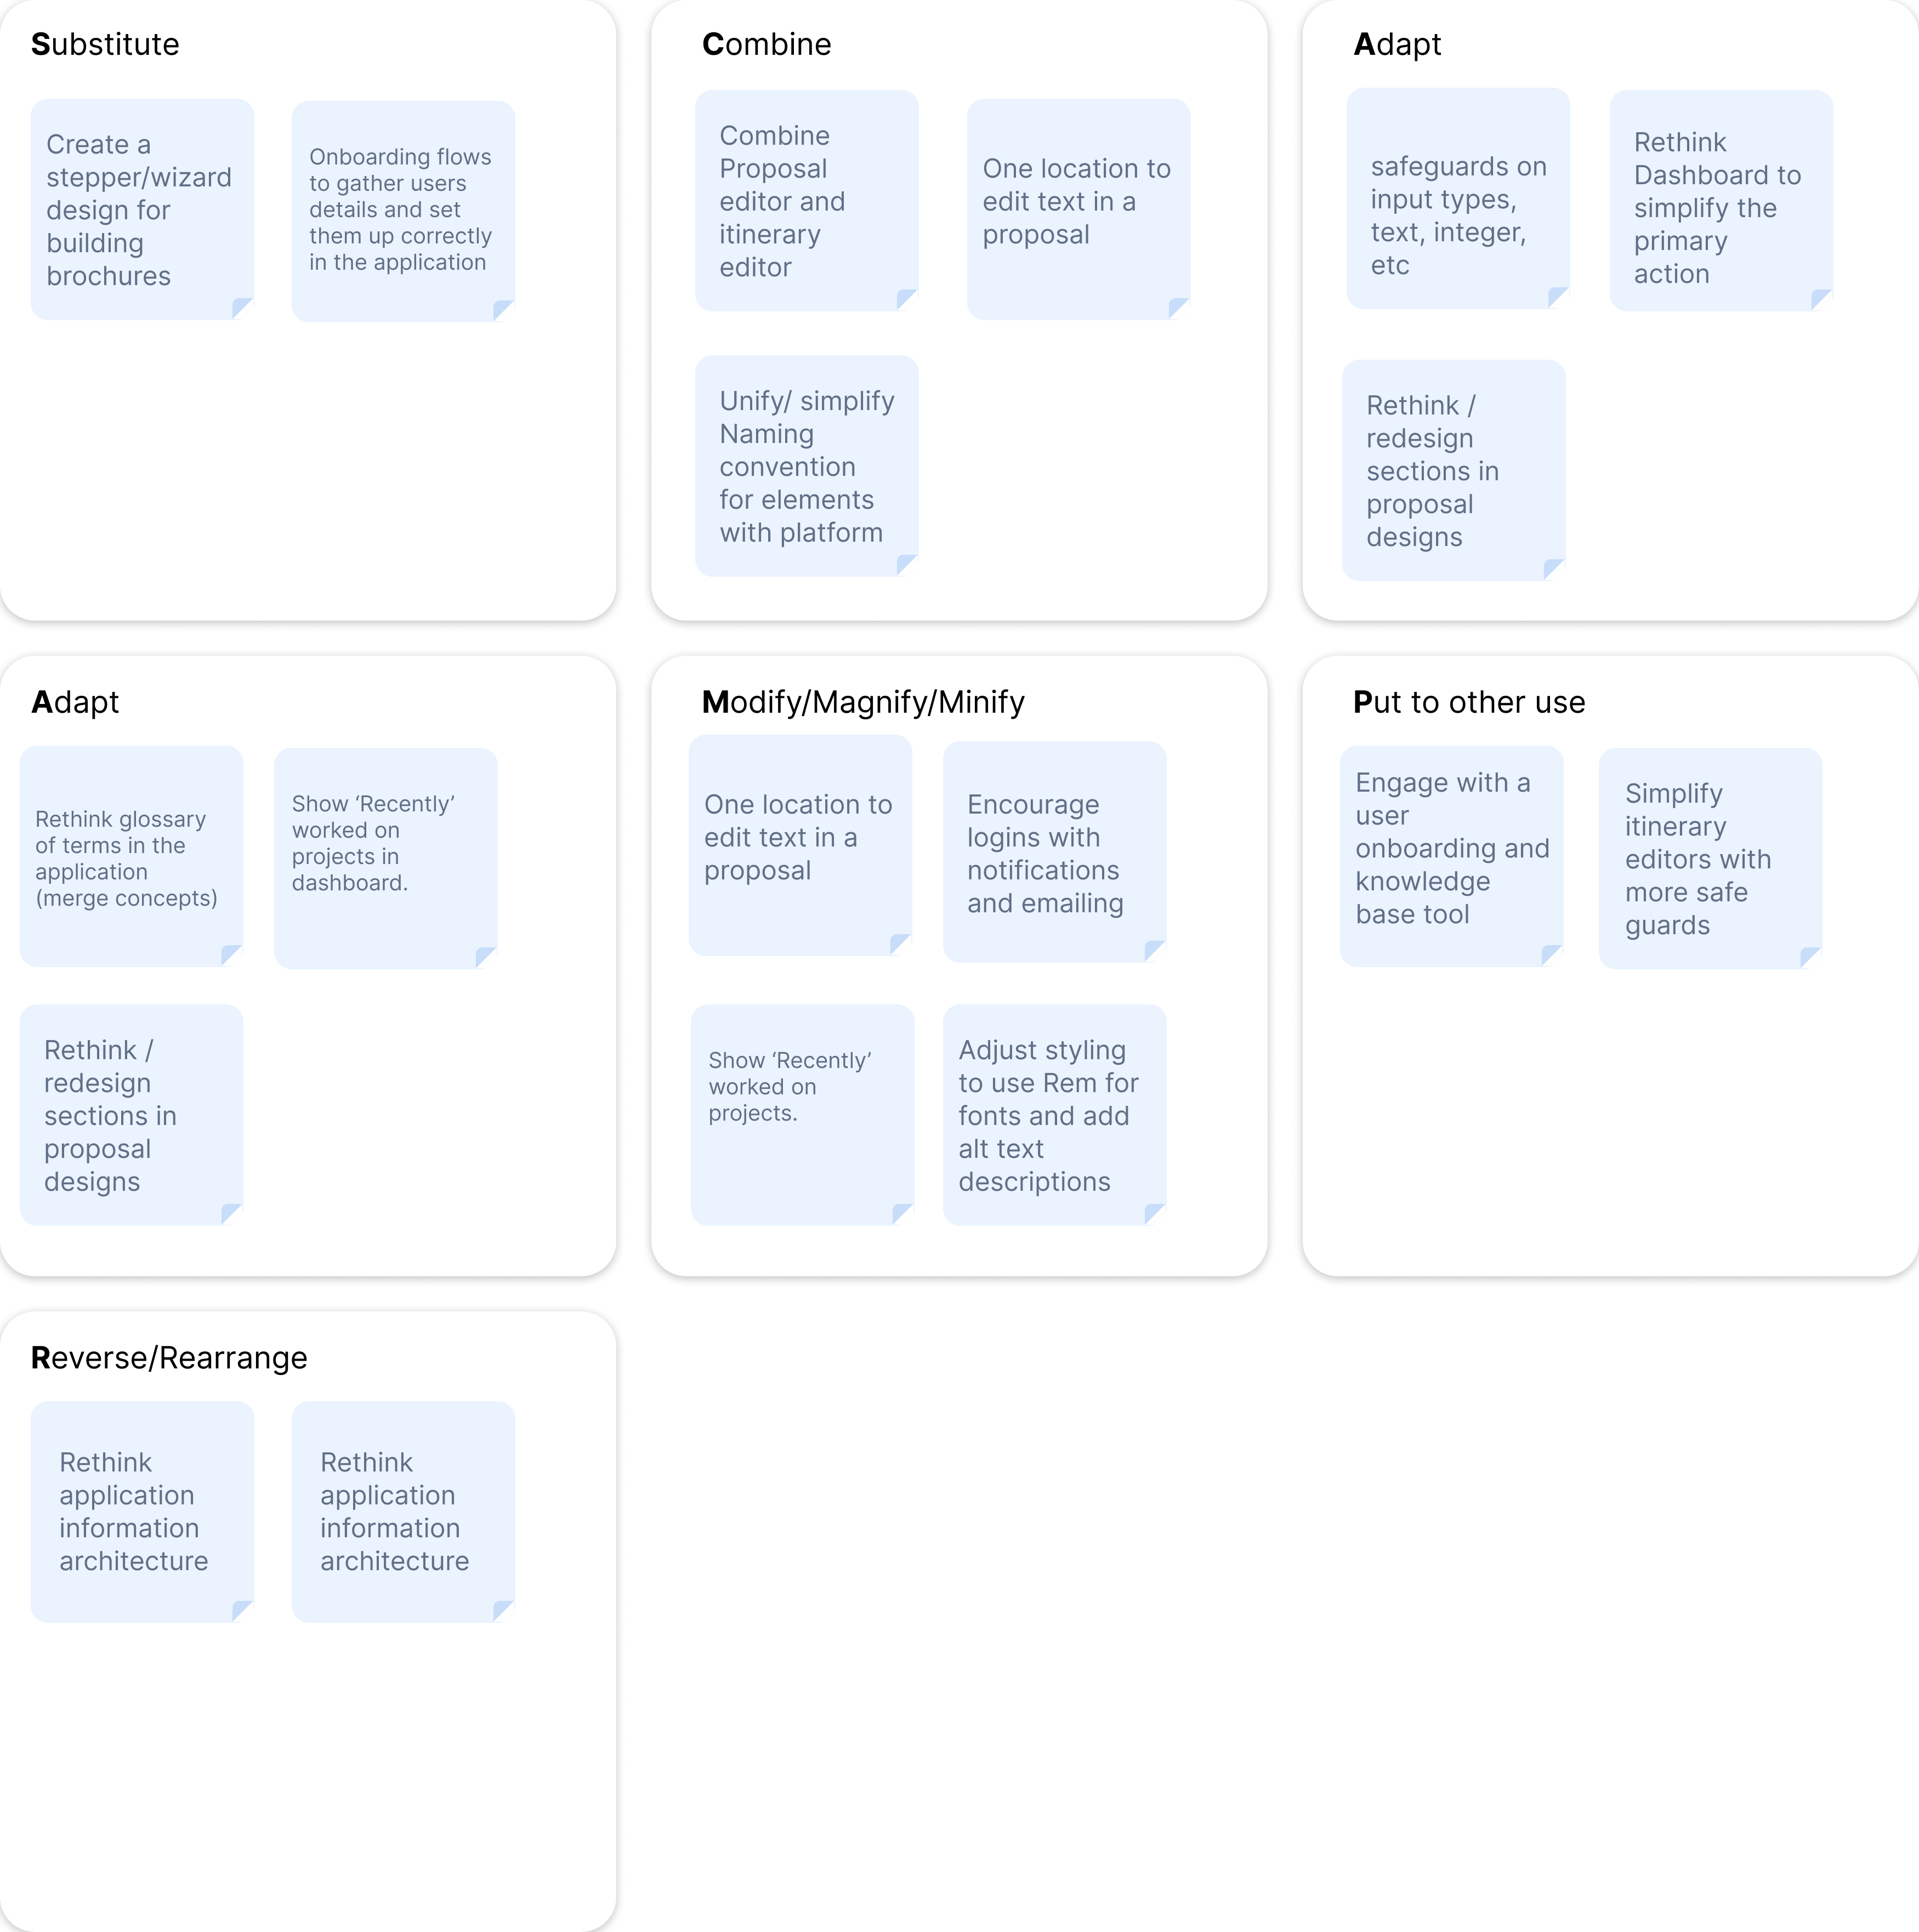 Substitute
Create a
stepper/wizard
design for
building
brochures
Onboarding flows
to gather users
details and set
them up correctly
in the application
Combine
Combine
Proposal
editor and
itinerary
editor
One location to
edit text in a
proposal
Unify/ simplify
Naming
convention
for elements
with platform
Adapt
safeguards on
input types,
text, integer,
etc
Rethink
Dashboard to
simplify the
primary
action
Rethink /
redesign
sections in
proposal
designs
Adapt
Rethink glossary
of terms in the
application
(merge concepts)
Show ‘Recently’
worked on
projects in
dashboard.
Rethink /
redesign
sections in
proposal
designs
Modify/Magnify/Minify
One location to
edit text in a
proposal
Encourage
logins with
notifications
and emailing
Show ‘Recently’
worked on
projects.
Adjust styling
to use Rem for
fonts and add
alt text
descriptions
Put to other use
Engage with a
user
onboarding and
knowledge
base tool
Simplify
itinerary
editors with
more safe
guards
Reverse/Rearrange
Rethink
application
information
architecture
Rethink
application
information
architecture